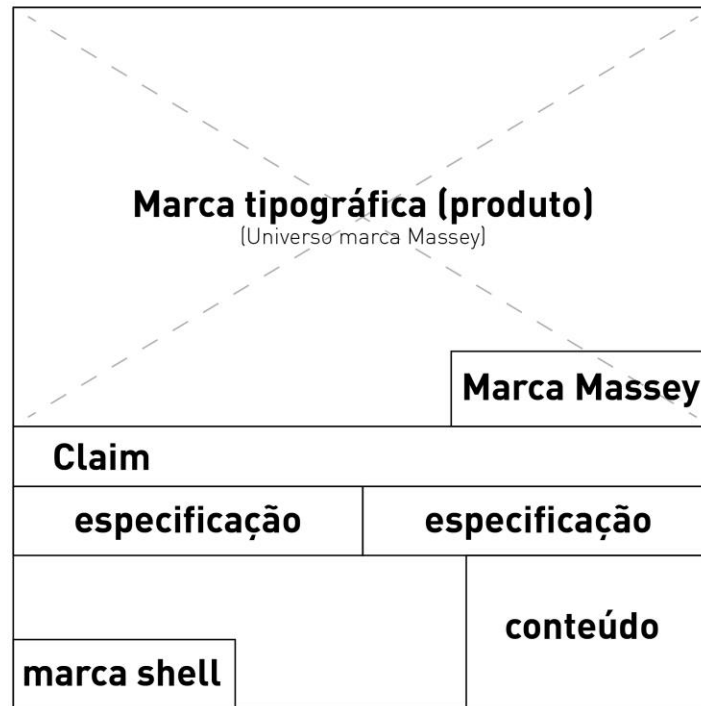 Marca tipográfica (produto)
(Universo marca Massey)
Marca Massey
Claim
especificação
especificação
conteúdo
marca shell